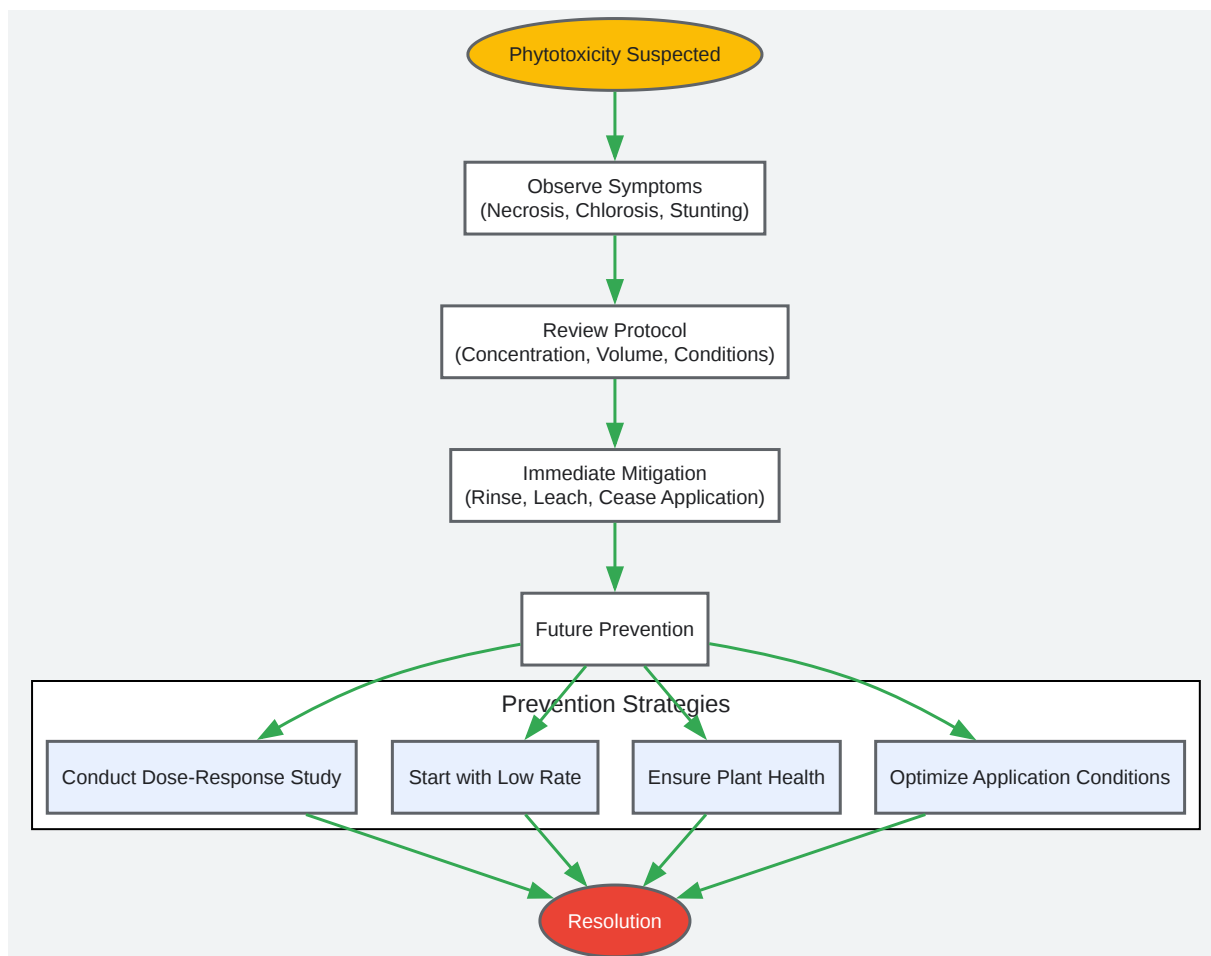 Phytotoxicity Suspected
Observe Symptoms
(Necrosis, Chlorosis, Stunting)
Review Protocol
(Concentration, Volume, Conditions)
Immediate Mitigation
(Rinse, Leach, Cease Application)
Future Prevention
Prevention Strategies
Conduct Dose-Response Study
Start with Low Rate
Ensure Plant Health
Optimize Application Conditions
Resolution